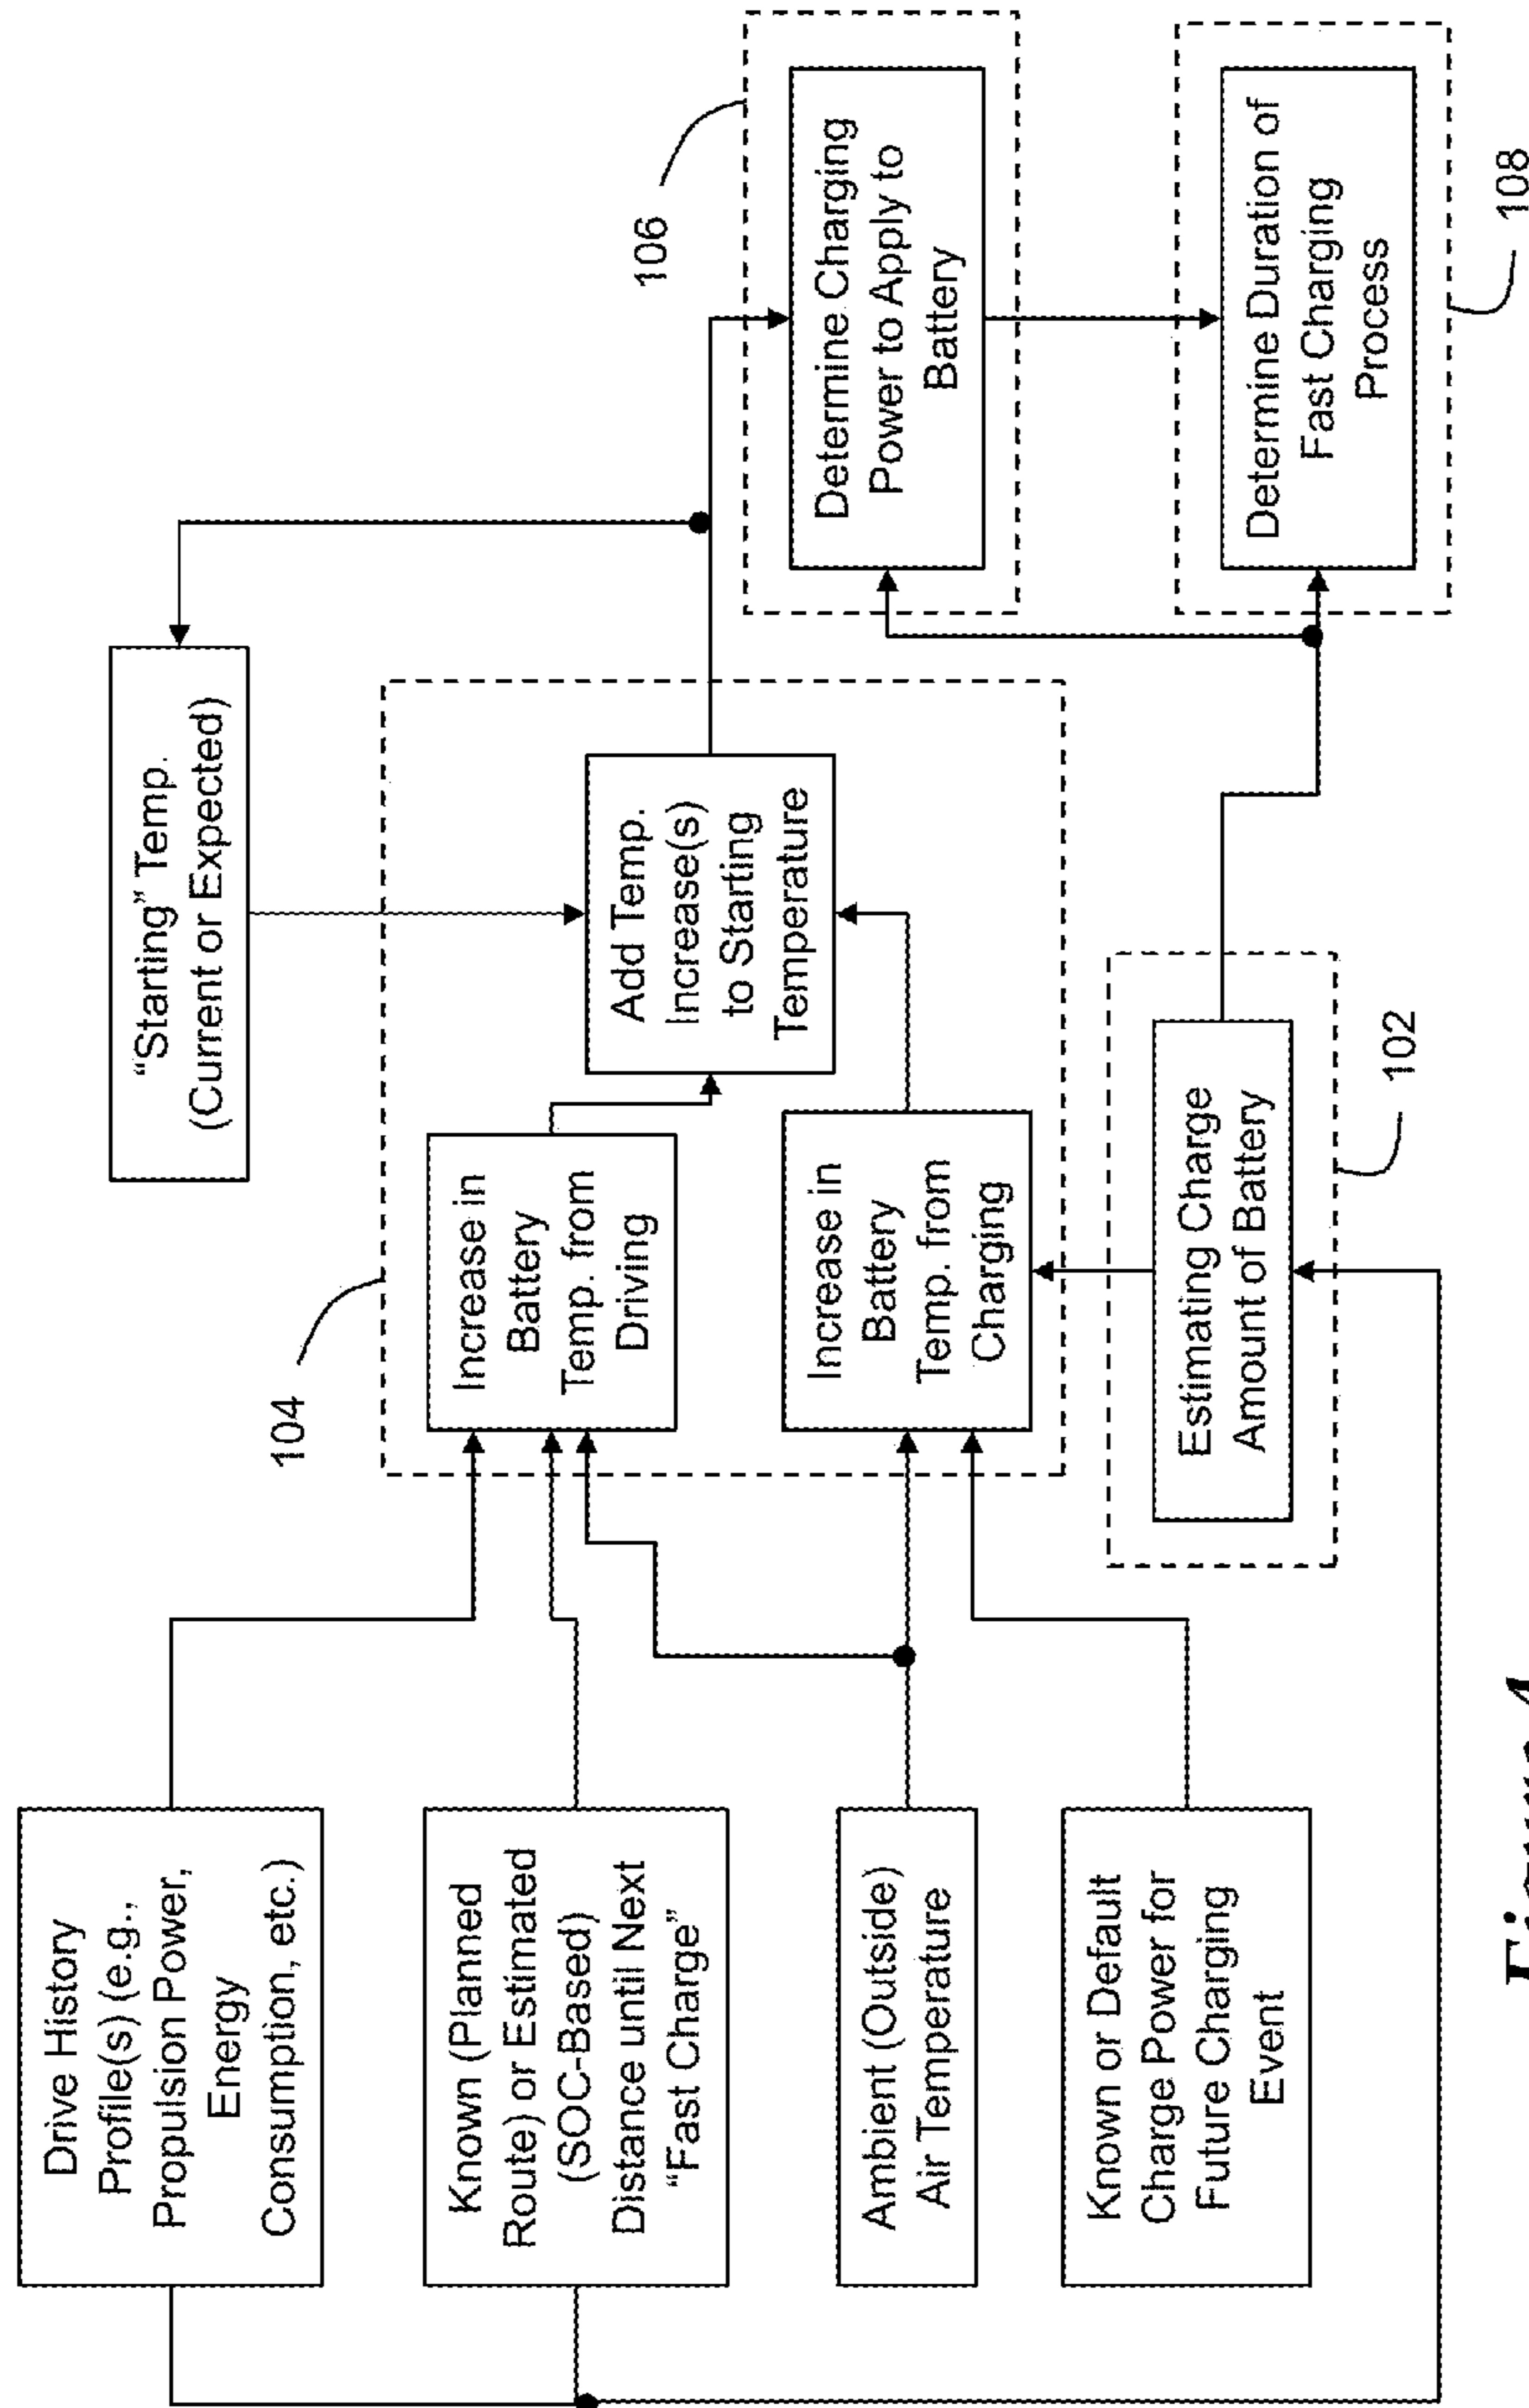 Drive History
Profile(s) (e.g.,
Propulsion Power,
Energy
Consumption, etc.)
Known (Planned
Route) or Estimated
(SOC-Based)
Distance until Next
“Fast Charge”
Ambient (Outside)
Air Temperature
Known or Default
Charge Power for
Future Charging
Event
104
Increase in
Battery
Temp. from
Driving
Increase in
Battery
Temp. from
Charging
Estimating Charge
Amount of Battery
102
“Starting” Temp.
(Current or Expected)
Add Temp.
Increase(s)
to Starting
Temperature
106
Determine Charging
Power to Apply to
Battery
Determine Duration of
Fast Charging
Process
108
Figure 4